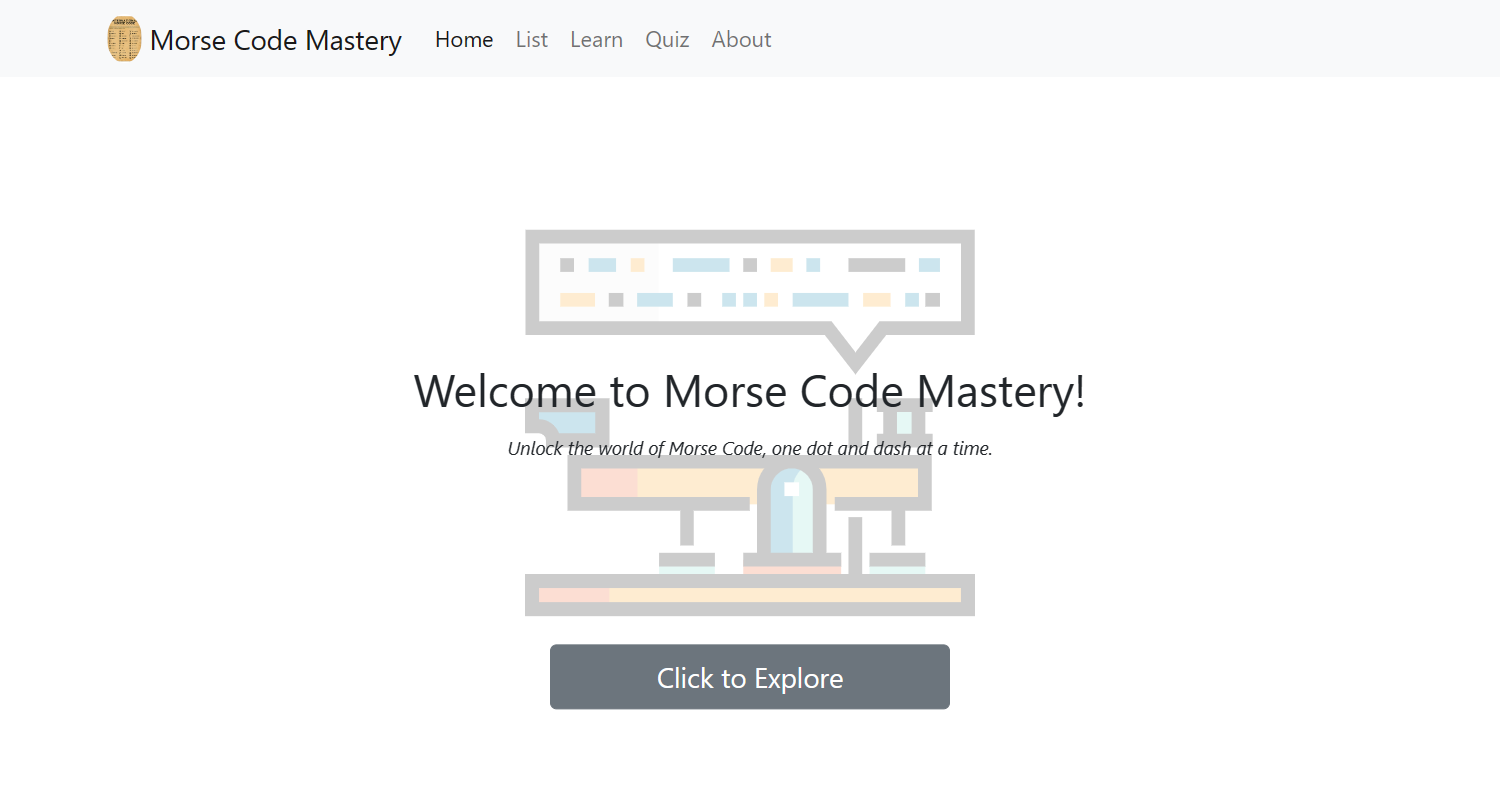 Morse Code Mastery Home List Learn Quiz About
Welcome to Morse Code Mastery!
Unlock the world of Morse Code, one dot and dash at a time.
Click to Explore